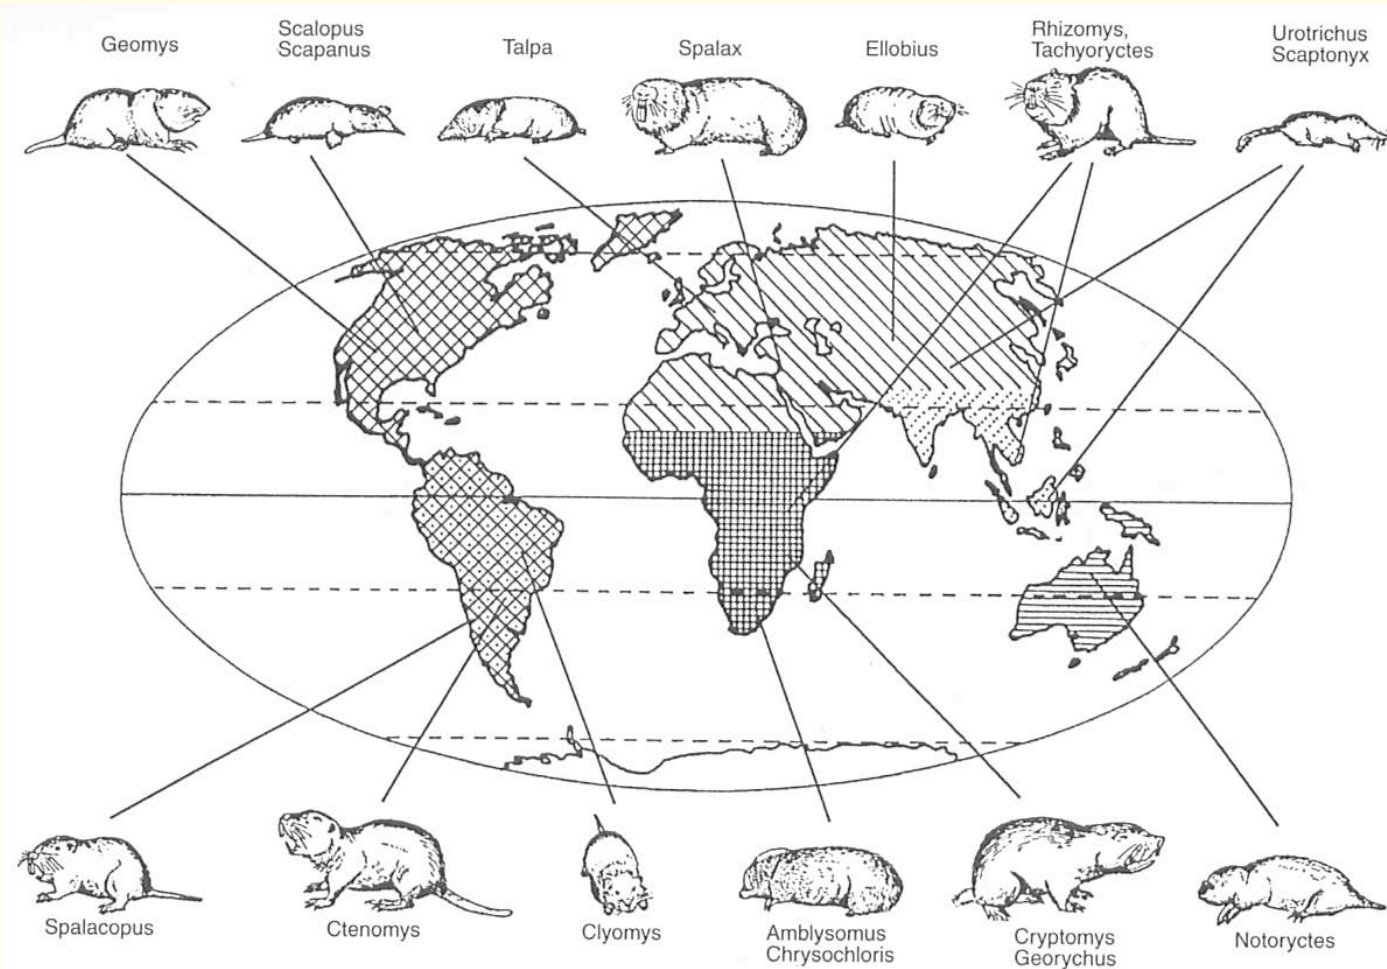 Geomys
Scalopus
Scapanus
Talpa
Spalax
Ellobius
Rhizomys,
Tachyoryctes
Urotrichus
Scaptonyx
Spalacopus
Ctenomys
Clyomys
Amblysomus
Chrysochloris
Cryptomys
Georychus
Notoryctes